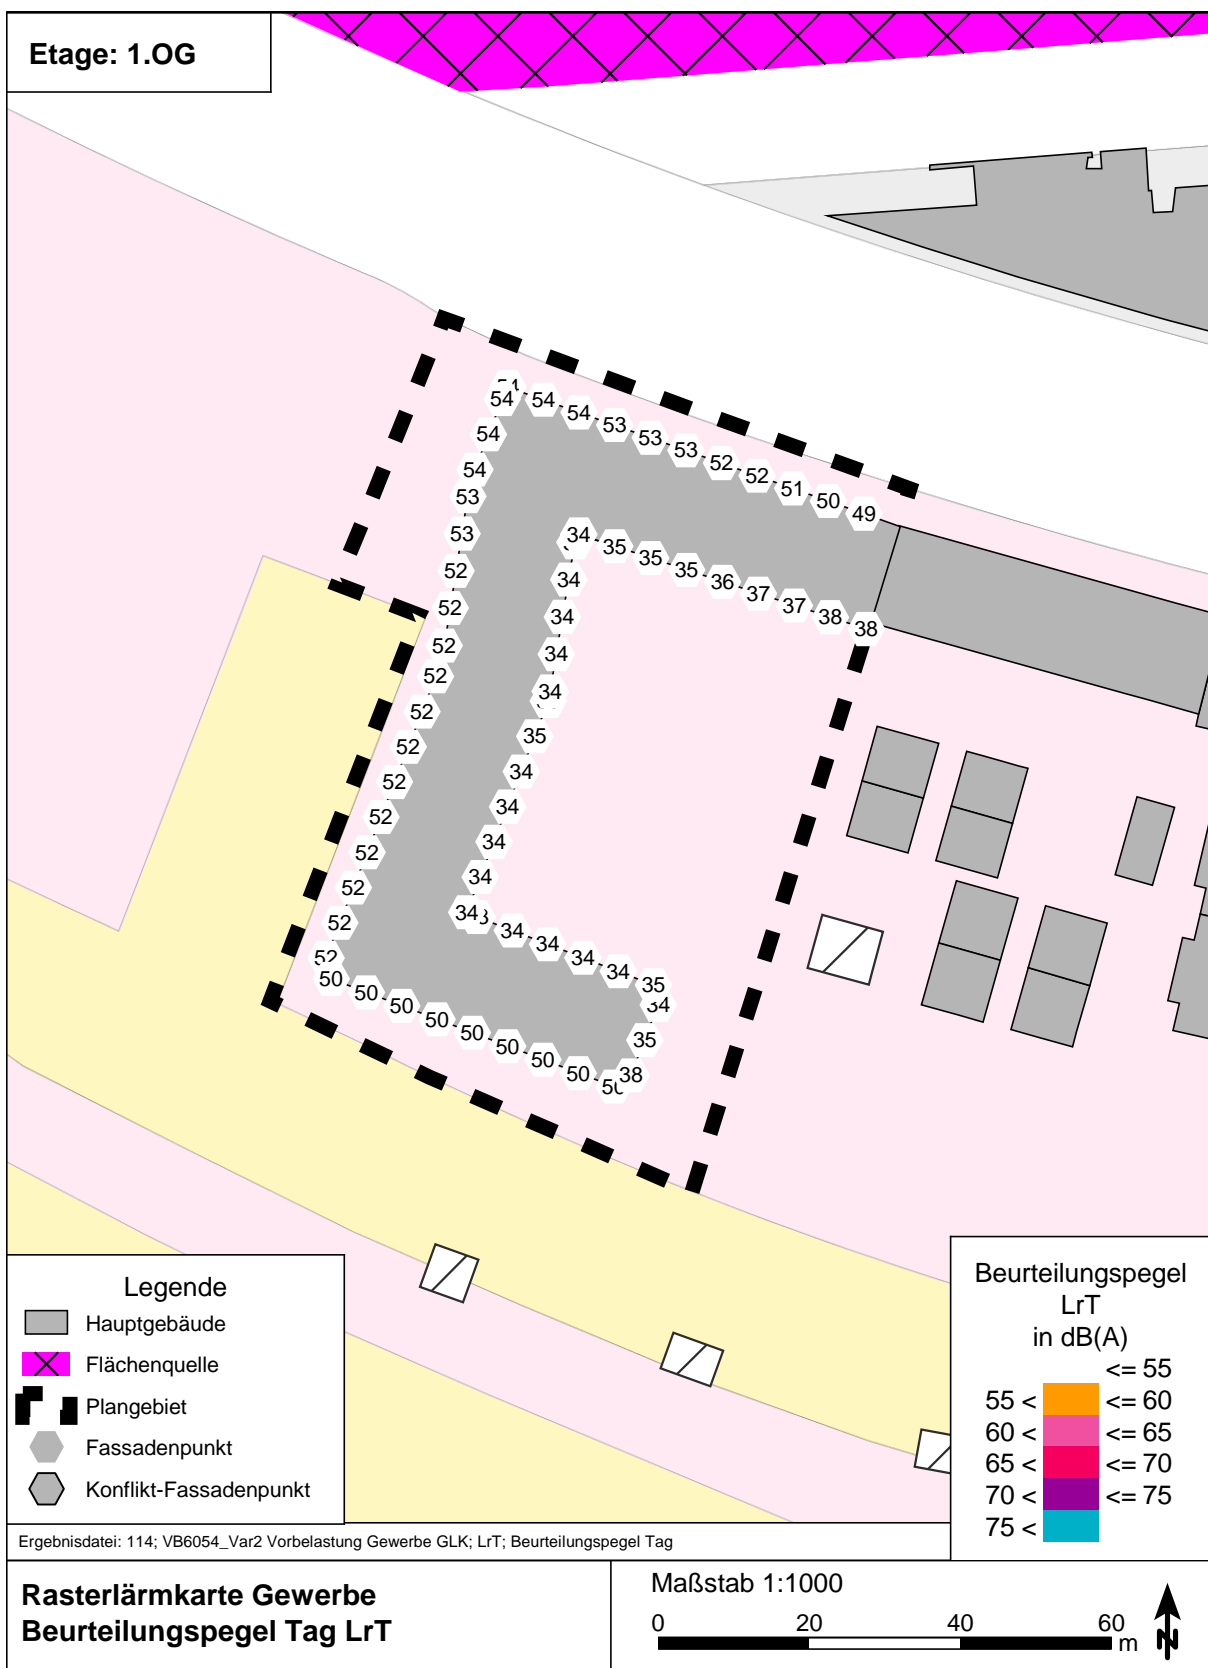 Etage: 1.OG
54
54 54 54 53 53 53 52 52 51 50 49
54
54
53
53
52
52
52
52
52
52
52
52
52
52
52
52
34 35 35 35 36 37 37 38 38
34
34
34
34
35
34
34
34
34
34 34 34 34 34 35
34
35
38
50 50 50 50 50 50 50 50 50
Legende
Hauptgebäude
Flächenquelle
Plangebiet
Fassadenpunkt
Konflikt-Fassadenpunkt
Beurteilungspegel
LrT
in dB(A)
<= 55
55 < <= 60
60 < <= 65
65 < <= 70
70 < <= 75
75 <
Ergebnisdatei: 114; VB6054_Var2 Vorbelastung Gewerbe GLK; LrT; Beurteilungspegel Tag
Rasterlärmkarte Gewerbe
Beurteilungspegel Tag LrT
Maßstab 1:1000
0 20 40 60
m
N